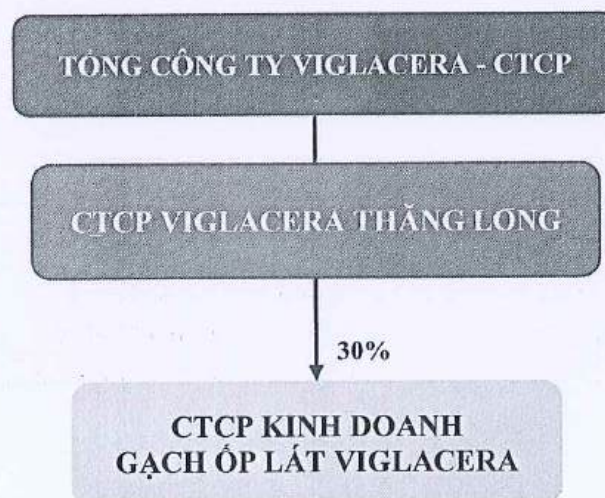 TỔNG CÔNG TY VIGLACERA - CTCP
CTCP VIGLACERA THĂNG LONG
30%
CTCP KINH DOANH
GẠCH ỐP LÁT VIGLACERA